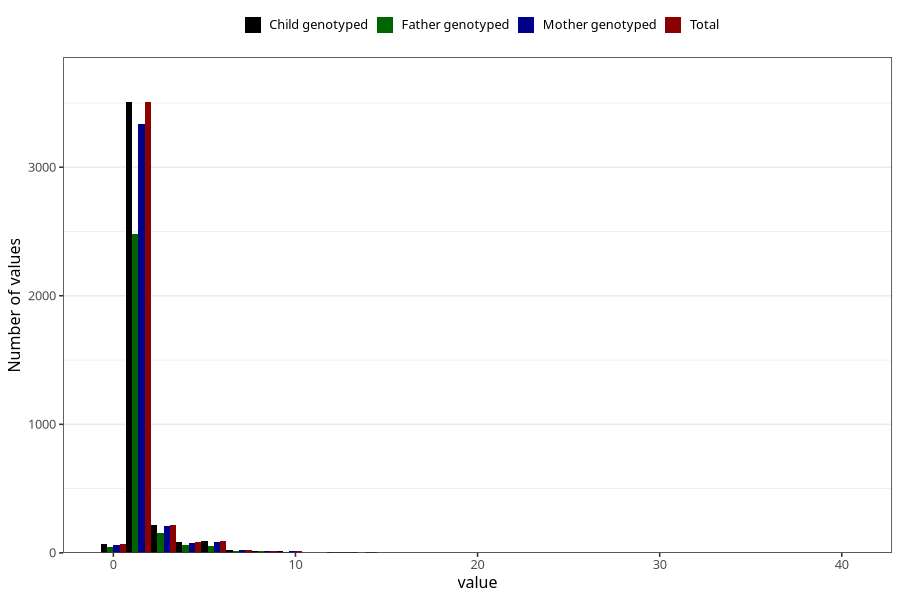 Child genotyped Father genotyped Mother genotyped Total
Number of values
3000
2000
1000
0
0 10 20 30 40
value